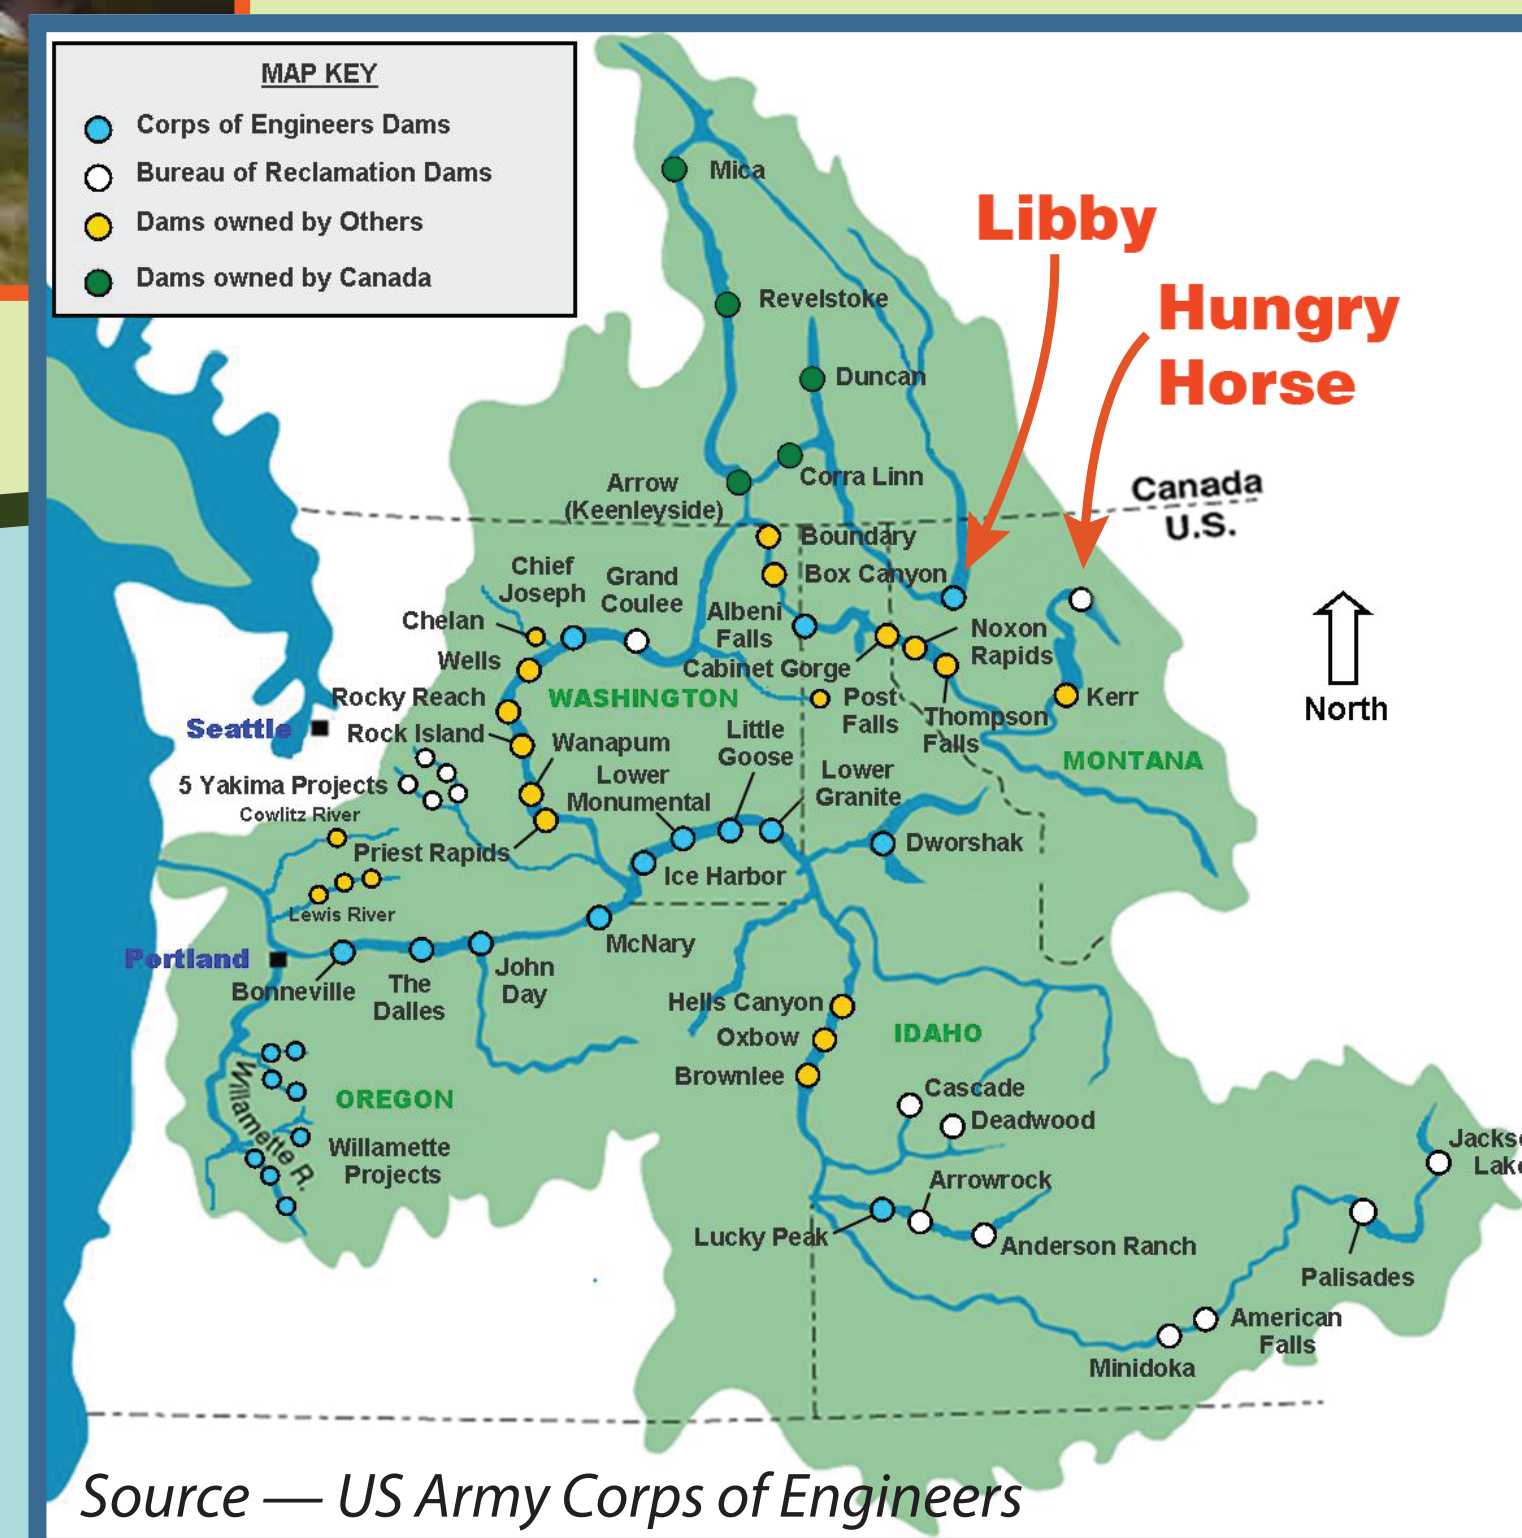 MAP KEY
Corps of Engineers Dams
Bureau of Reclamation Dams
Dams owned by Others
Dams owned by Canada
Mica
Libby
Revelstoke
Hungry
Horse
Duncan
Corra Linn
Arrow
(Keenleyside)
Canada
U.S.
Boundary
Box Canyon
Chief
Joseph
Grand
Coulee
Chelan
Albeni
Falls
Noxon
Rapids
Wells
Cabinet Gorge
WASHINGTON
Rocky Reach
Post
Falls
Kerr
North
Thompson
Falls
Seattle
Rock Island
Wanapum
Little
Goose
MONTANA
5 Yakima Projects
Lower
Monumental
Lower
Granite
Cowlitz River
Priest Rapids
Dworshak
Ice Harbor
Lewis River
McNary
Portland
Bonneville
The
Dalles
John
Day
Hells Canyon
Oxbow
IDAHO
Brownlee
Cascade
Deadwood
OREGON
Willamette R.
Willamette
Projects
Jackso
Lake
Arrowrock
Lucky Peak
Anderson Ranch
Palisades
American
Falls
Minidoka
Source — US Army Corps of Engineers